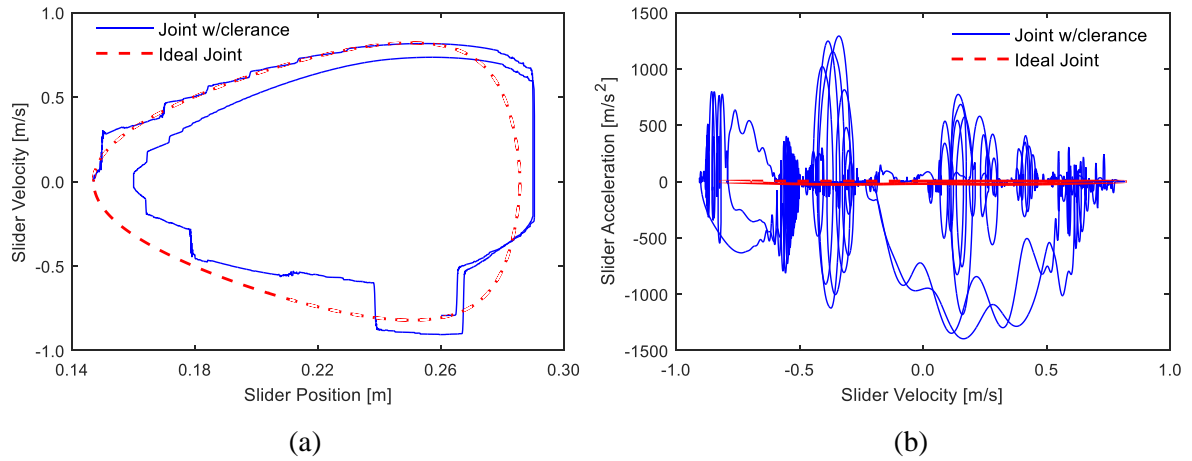 1.0
0.5
0.0
-0.5
-1.0
Slider Velocity [m/s]
Joint w/clerance
Ideal Joint
0.14
0.18
0.22
0.26
0.30
Slider Position [m]
(a)
1500
1000
500
0
-500
-1000
-1500
Slider Acceleration [m/s²]
Joint w/clerance
Ideal Joint
-1.0
-0.5
0.0
0.5
1.0
Slider Velocity [m/s]
(b)